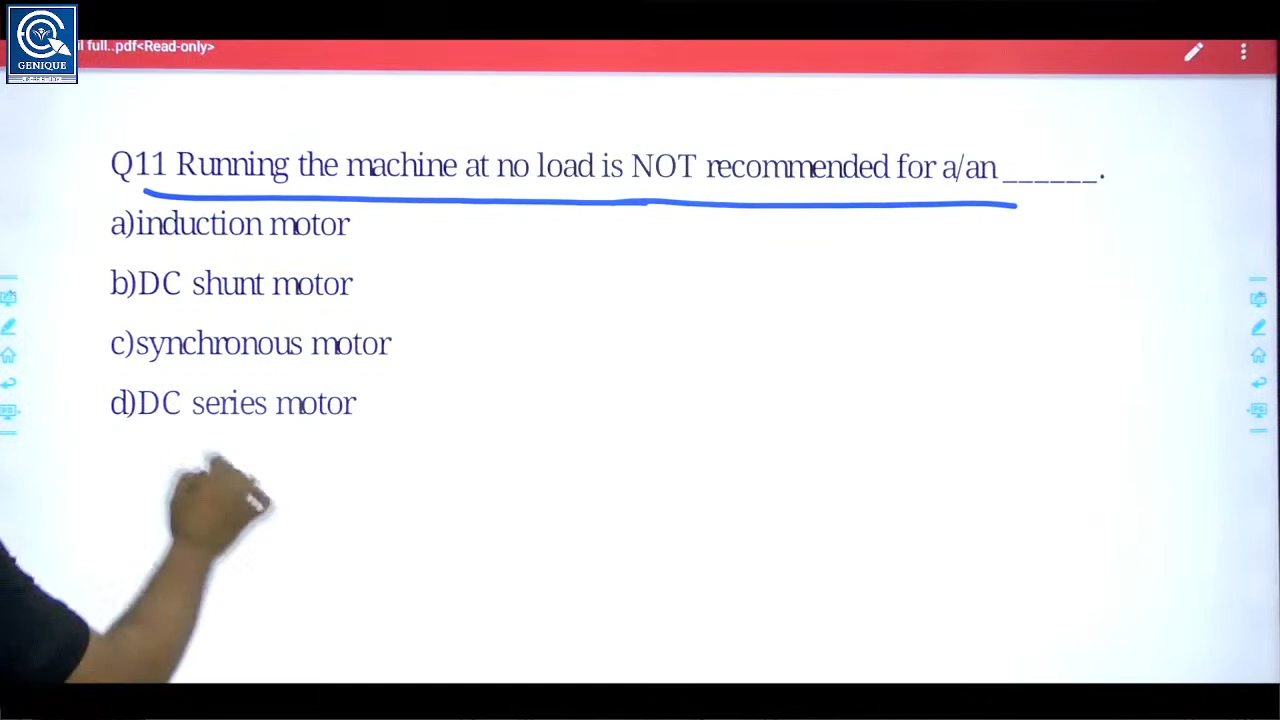 GENIQUE
il full..pdf<Read-only>
Q11 Running the machine at no load is NOT recommended for a/an ______.
a)induction motor
b)DC shunt motor
c)synchronous motor
d)DC series motor